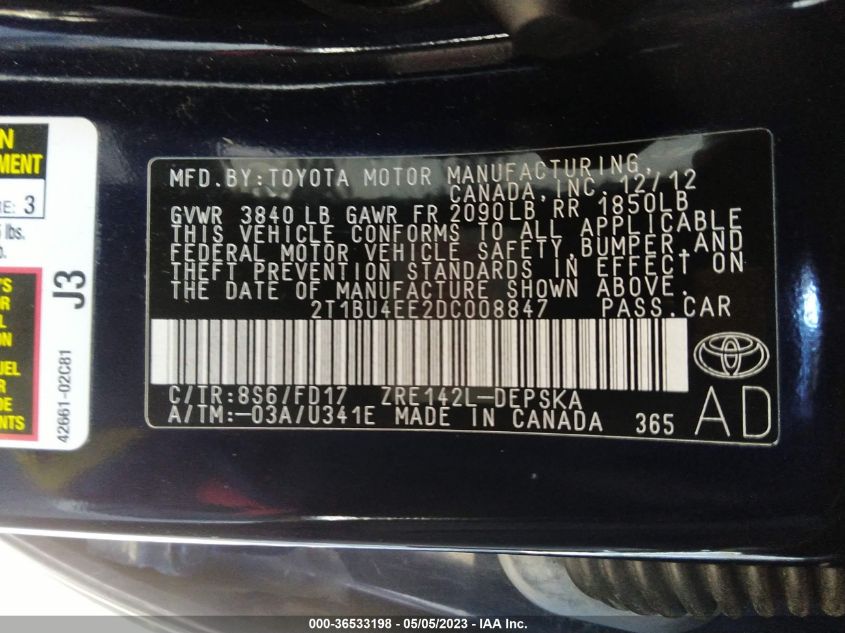 N
MENT
E: 3
lbs.
J3
42661-02C81
MFD.BY:TOYOTA MOTOR MANUFACTURING,
CANADA, INC. 12/12
GVWR 3840 LB GAWR FR 2090LB, RR 1850LB
THIS VEHICLE CONFORMS TO ALL APPLICABLE
FEDERAL MOTOR VEHICLE SAFETY,BUMPER,AND
THEFT PREVENTION STANDARDS IN EFFECT ON
THE DATE OF MANUFACTURE SHOWN ABOVE.
2T1BU4EE2DC008847 PASS.CAR
C/TR:8S6/FD17 ZRE142L-DEPSKA
A/TM:-03A/U341E MADE IN CANADA 365
AD
000-36533198 - 05/05/2023 - IAA Inc.